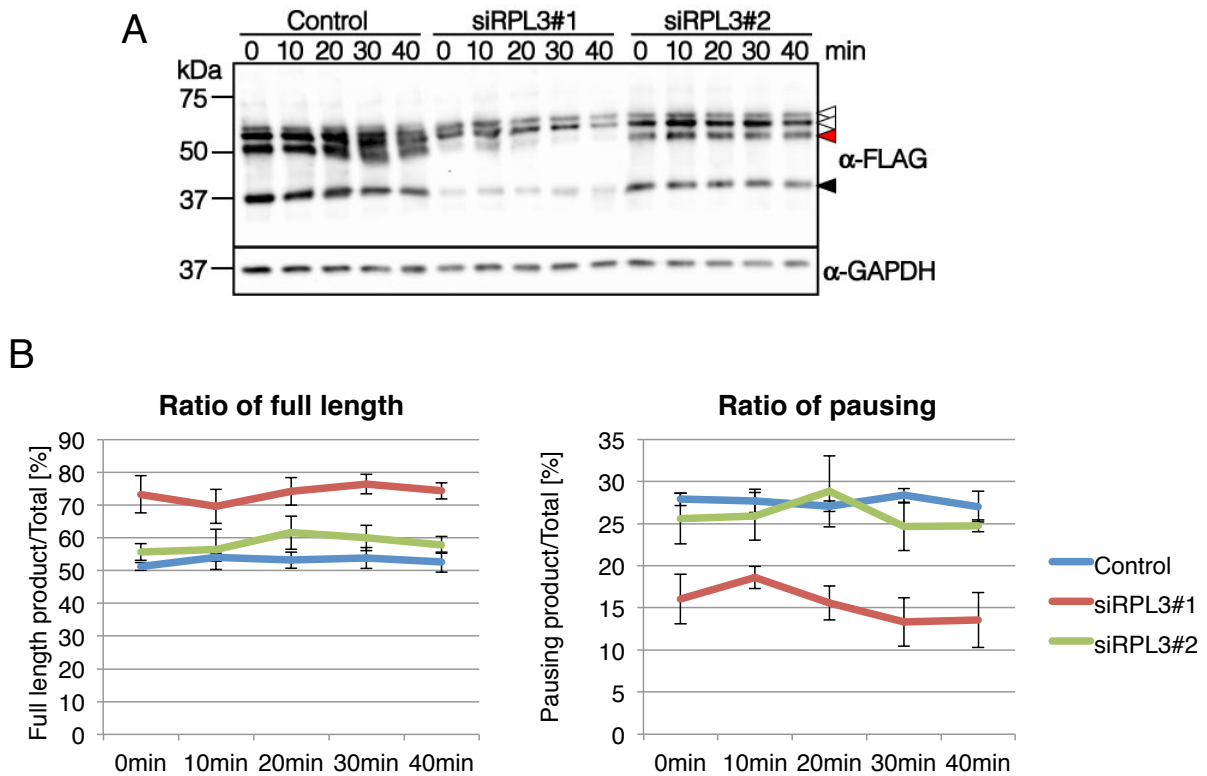 A
Control siRPL3#1 siRPL3#2
0 10 20 30 40 0 10 20 30 40 0 10 20 30 40 min
kDa
75
50
α-FLAG
37
37
α-GAPDH
B
Ratio of full length
Full length product/Total [%]
90
80
70
60
50
40
30
20
10
0
0min 10min 20min 30min 40min
Ratio of pausing
Pausing product/Total [%]
35
30
25
20
15
10
5
0
0min 10min 20min 30min 40min
Control
siRPL3#1
siRPL3#2